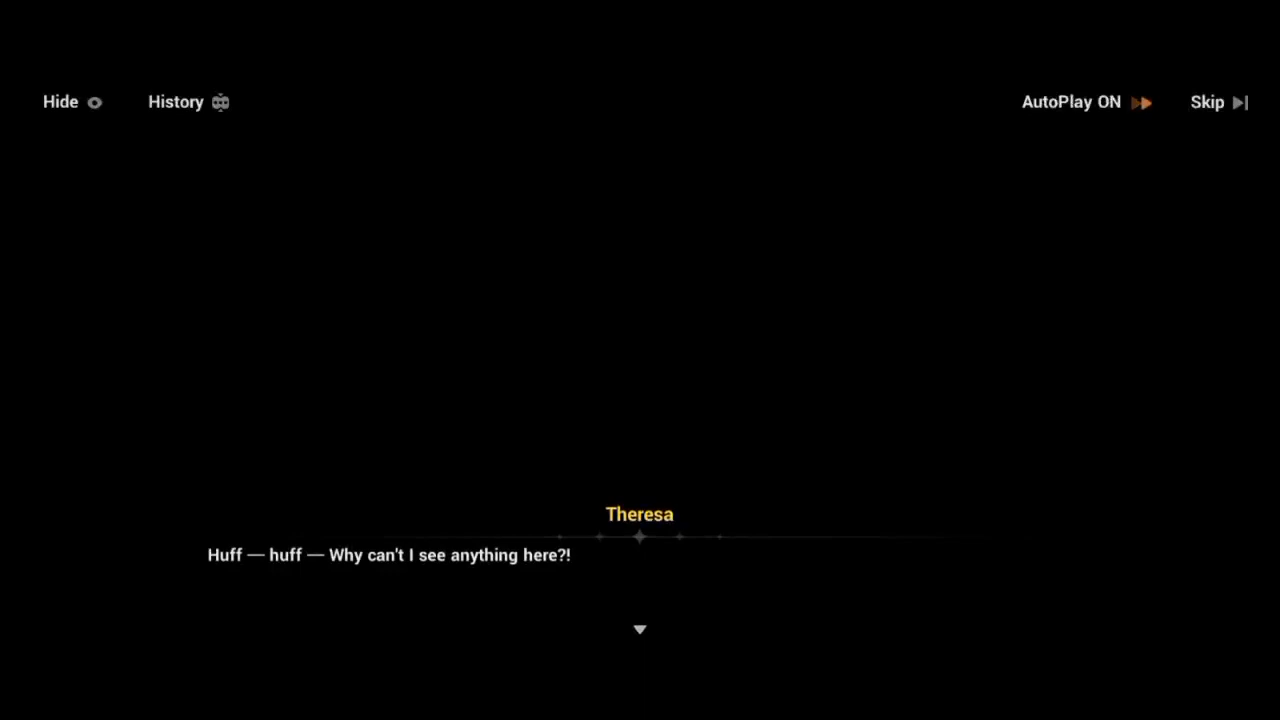 Hide
History
AutoPlay ON
Skip
Theresa
Huff — huff — Why can't I see anything here?!